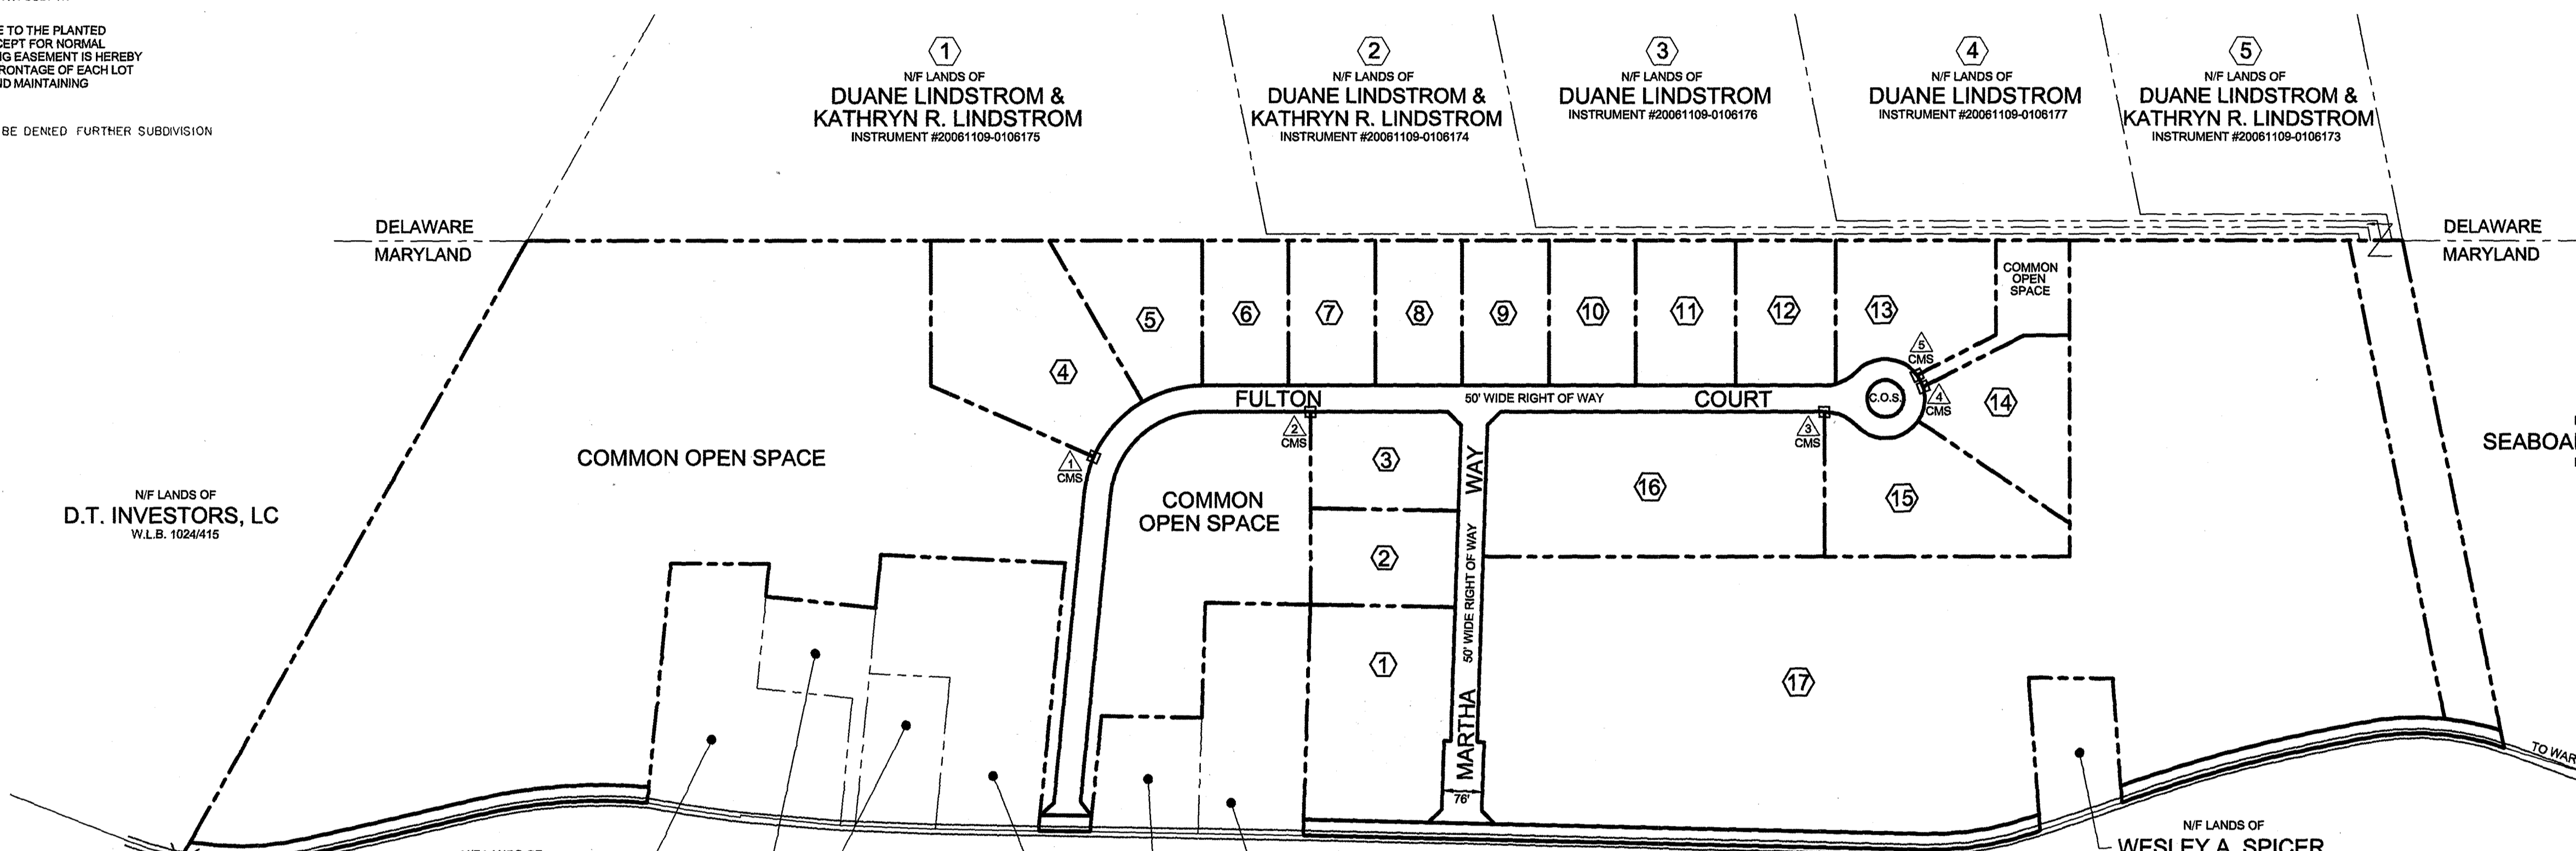 E TO THE PLANTED
CEPT FOR NORMAL
NG EASEMENT IS HEREBY
RONTAGE OF EACH LOT
ND MAINTAINING
BE DENIED FURTHER SUBDIVISION
1
N/F LANDS OF
DUANE LINDSTROM &
KATHRYN R. LINDSTROM
INSTRUMENT #20061109-0106175
2
N/F LANDS OF
DUANE LINDSTROM &
KATHRYN R. LINDSTROM
INSTRUMENT #20061109-0106174
3
N/F LANDS OF
DUANE LINDSTROM
INSTRUMENT #20061109-0106176
4
N/F LANDS OF
DUANE LINDSTROM
INSTRUMENT #20061109-0106177
5
N/F LANDS OF
DUANE LINDSTROM &
KATHRYN R. LINDSTROM
INSTRUMENT #20061109-0106173
DELAWARE
MARYLAND
DELAWARE
MARYLAND
COMMON
OPEN
SPACE
4
5
6
7
8
9
10
11
12
13
5
CMS
4
CMS
14
FULTON
50' WIDE RIGHT OF WAY
COURT
C.O.S.
2
CMS
3
CMS
1
CMS
COMMON OPEN SPACE
COMMON
OPEN SPACE
N/F LANDS OF
D.T. INVESTORS, LC
W.L.B. 1024/415
SEABOA
3
2
1
16
15
17
MARTHA
50' WIDE RIGHT OF WAY
WAY
76'
TO WAR
N/F LANDS OF
WESLEY A. SPICER